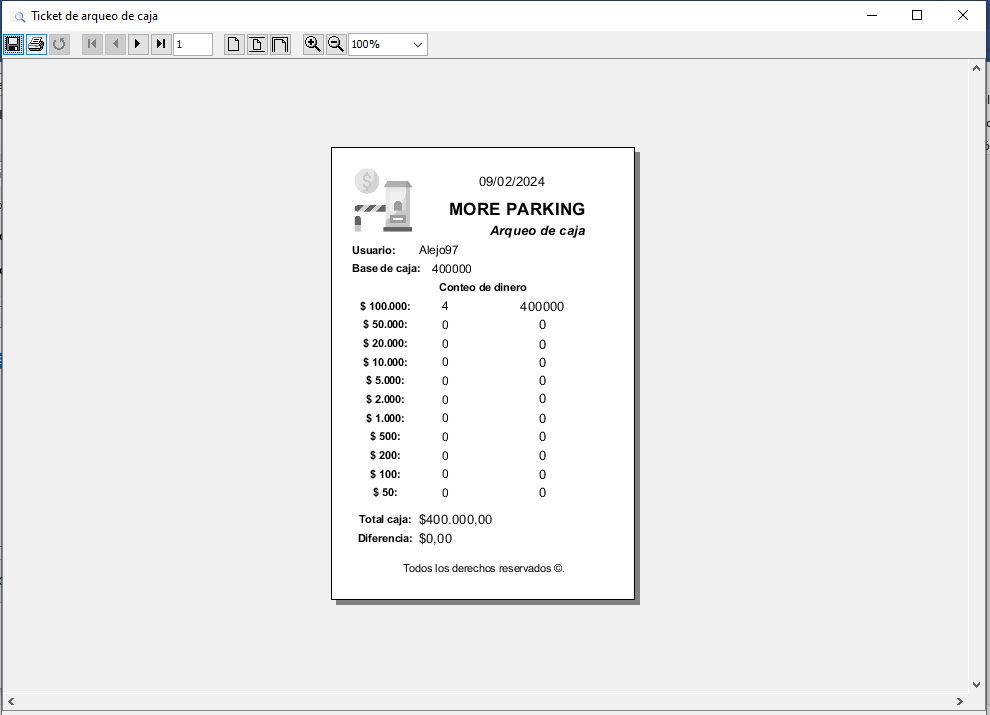 Ticket de arqueo de caja
1
100%
$
09/02/2024
MORE PARKING
Arqueo de caja
Usuario: Alejo97
Base de caja: 400000
Conteo de dinero
$ 100.000: 4 400000
$ 50.000: 0 0
$ 20.000: 0 0
$ 10.000: 0 0
$ 5.000: 0 0
$ 2.000: 0 0
$ 1.000: 0 0
$ 500: 0 0
$ 200: 0 0
$ 100: 0 0
$ 50: 0 0
Total caja: $400.000,00
Diferencia: $0,00
Todos los derechos reservados ©.